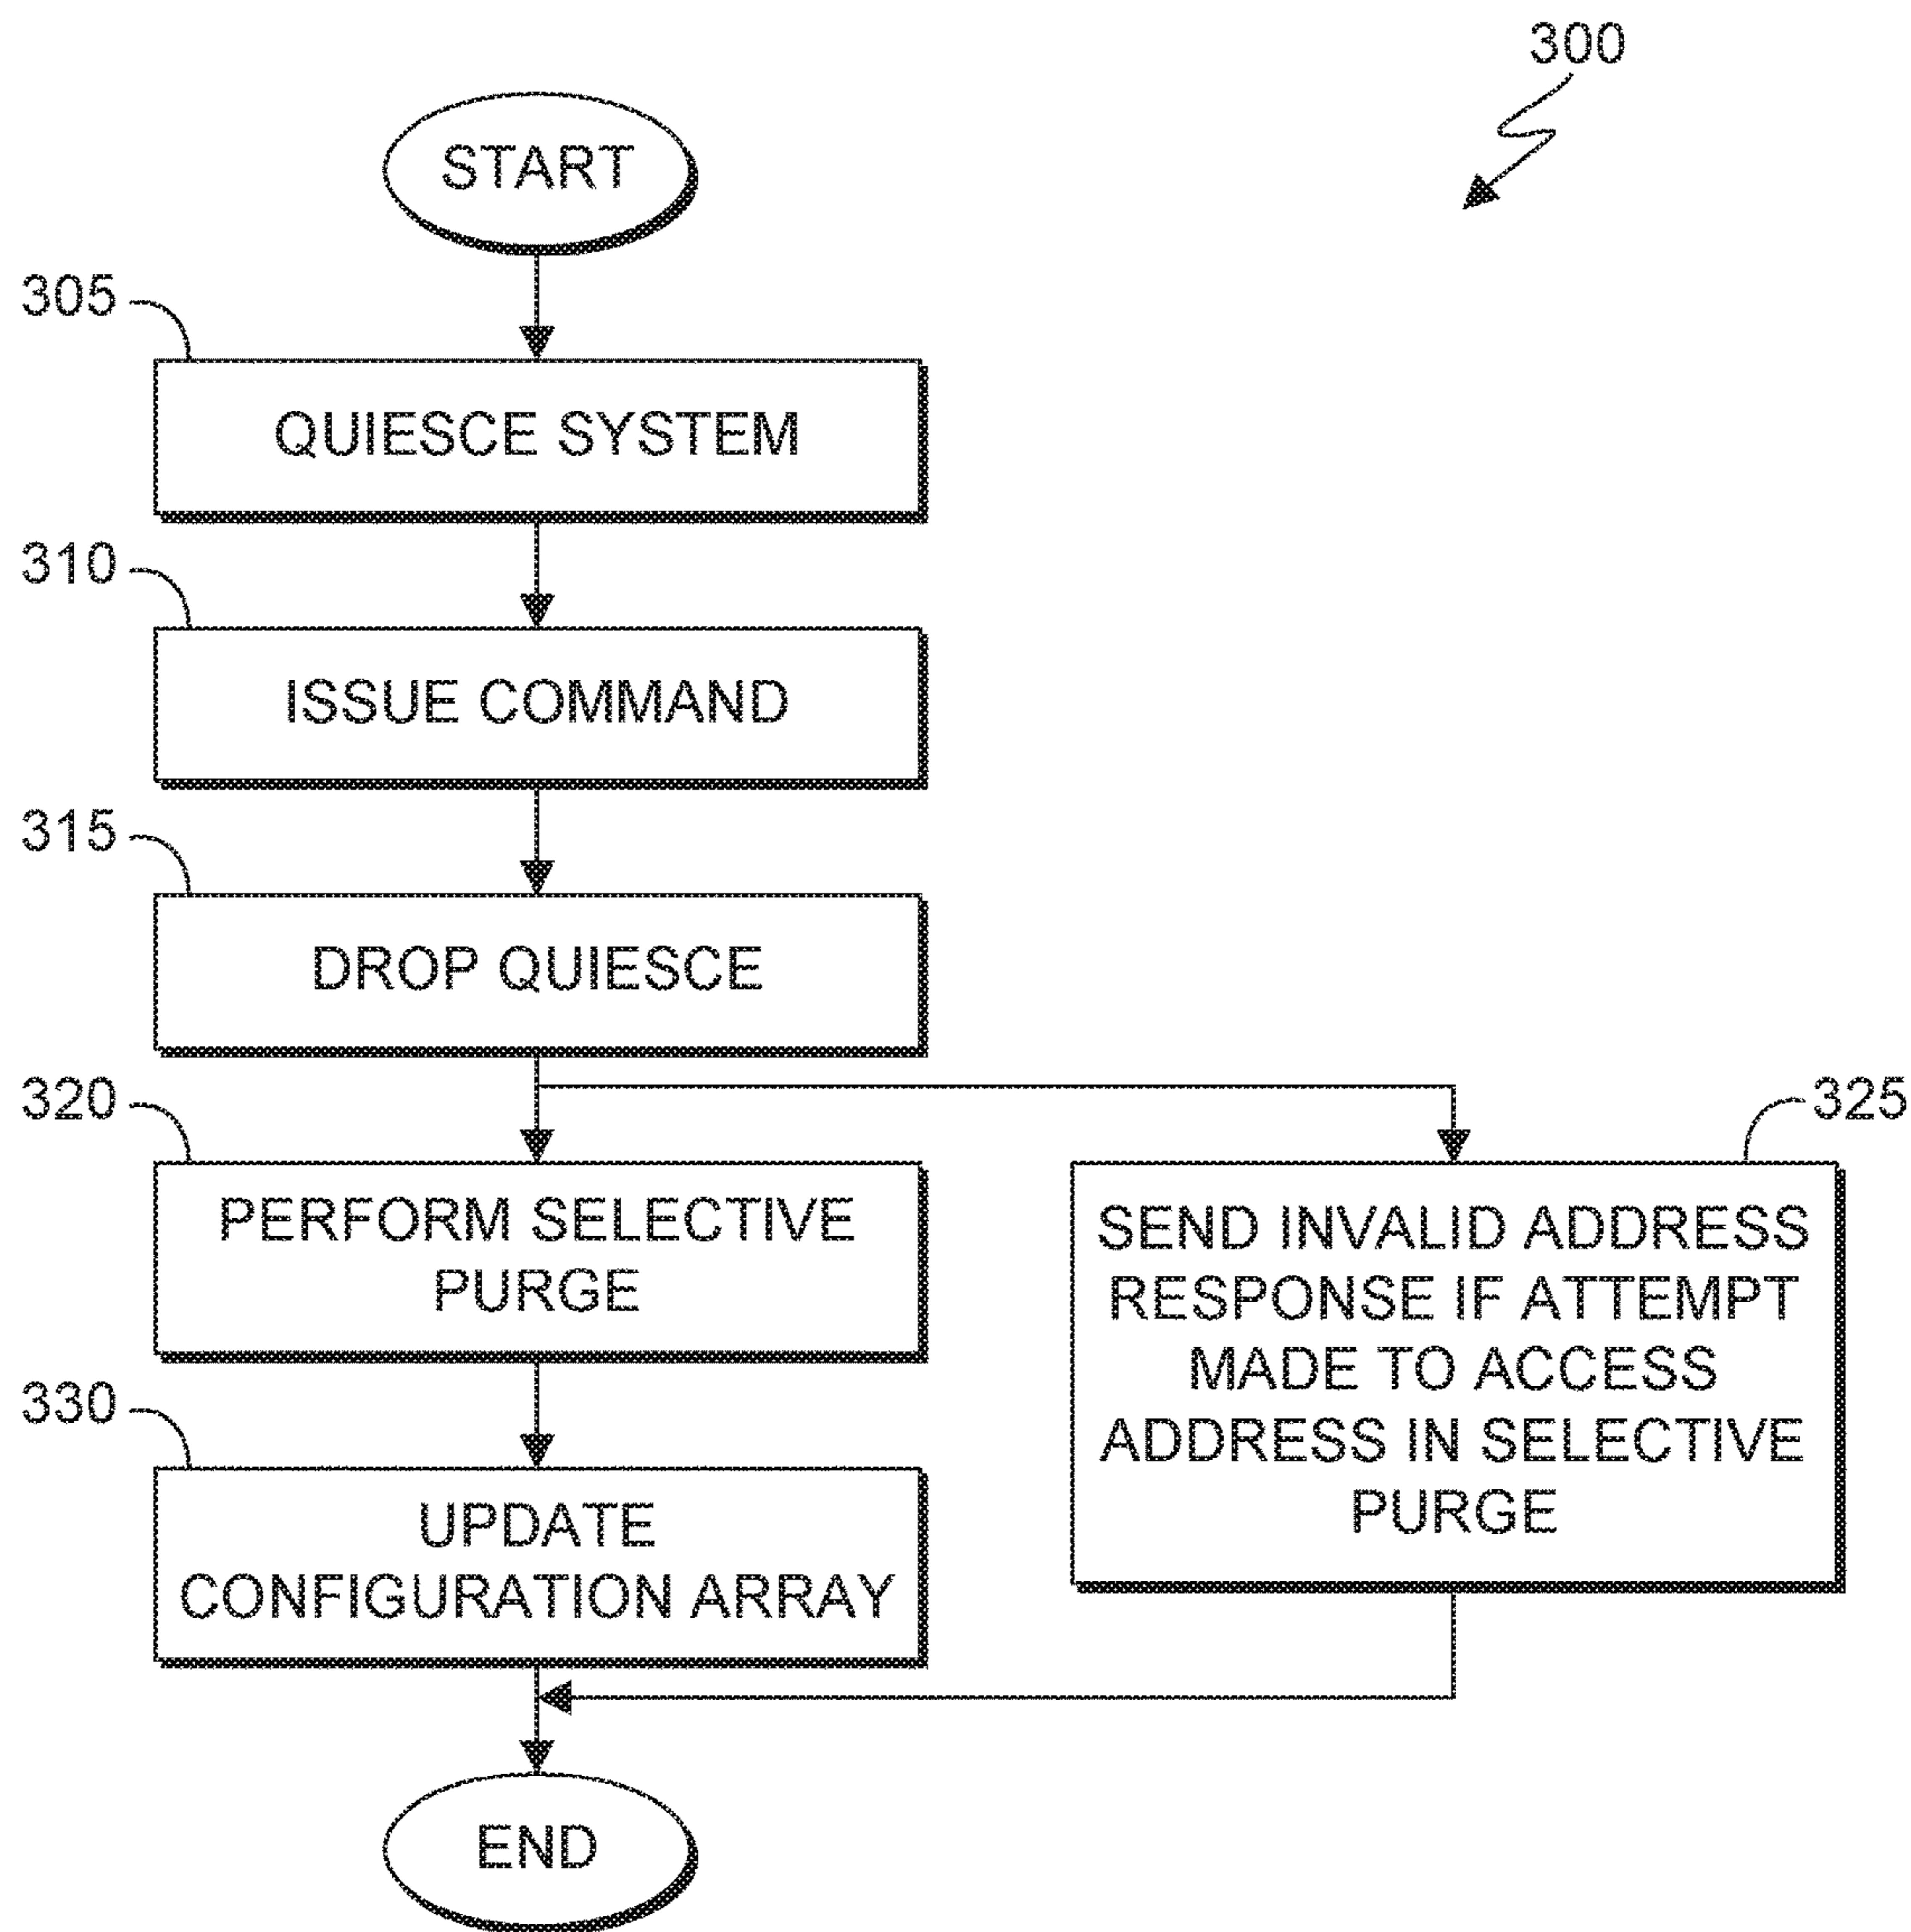 300
START
305
QUIESCE SYSTEM
310
ISSUE COMMAND
315
DROP QUIESCE
320
PERFORM SELECTIVE
PURGE
325
SEND INVALID ADDRESS
RESPONSE IF ATTEMPT
MADE TO ACCESS
ADDRESS IN SELECTIVE
PURGE
330
UPDATE
CONFIGURATION ARRAY
END